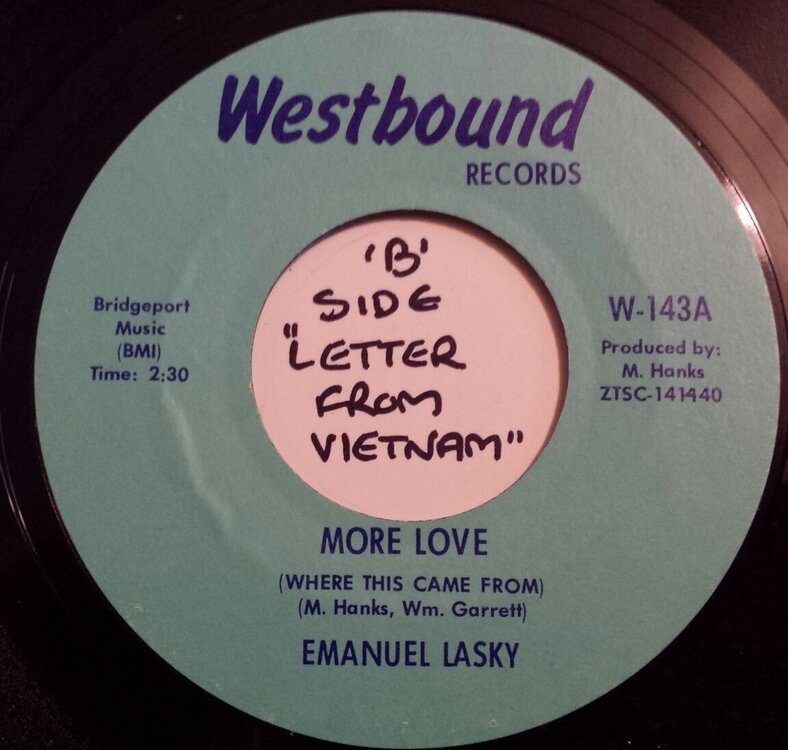 Westbound
RECORDS
'B'
SIDE
"LETTER
FROM
VIETNAM"
Bridgeport
Music
(BMI)
Time: 2:30
W-143A
Produced by:
M. Hanks
ZTSC-141440
MORE LOVE
(WHERE THIS CAME FROM)
(M. Hanks, Wm. Garrett)
EMANUEL LASKY